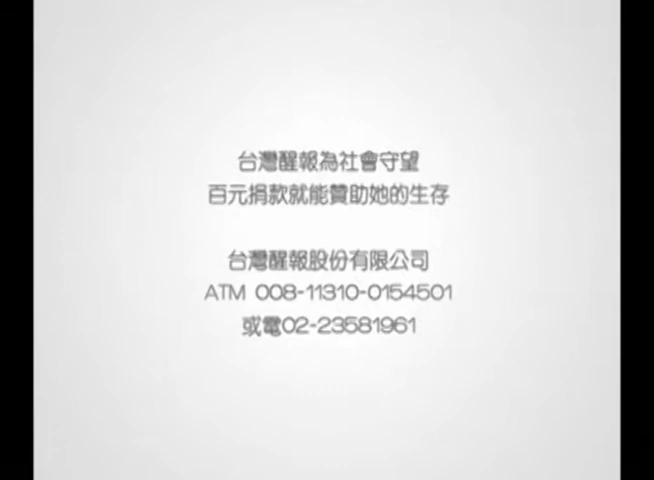 台灣醒報為社會守望
百元捐款就能贊助她的生存
台灣醒報股份有限公司
ATM 008-11310-0154501
或電02-23581961